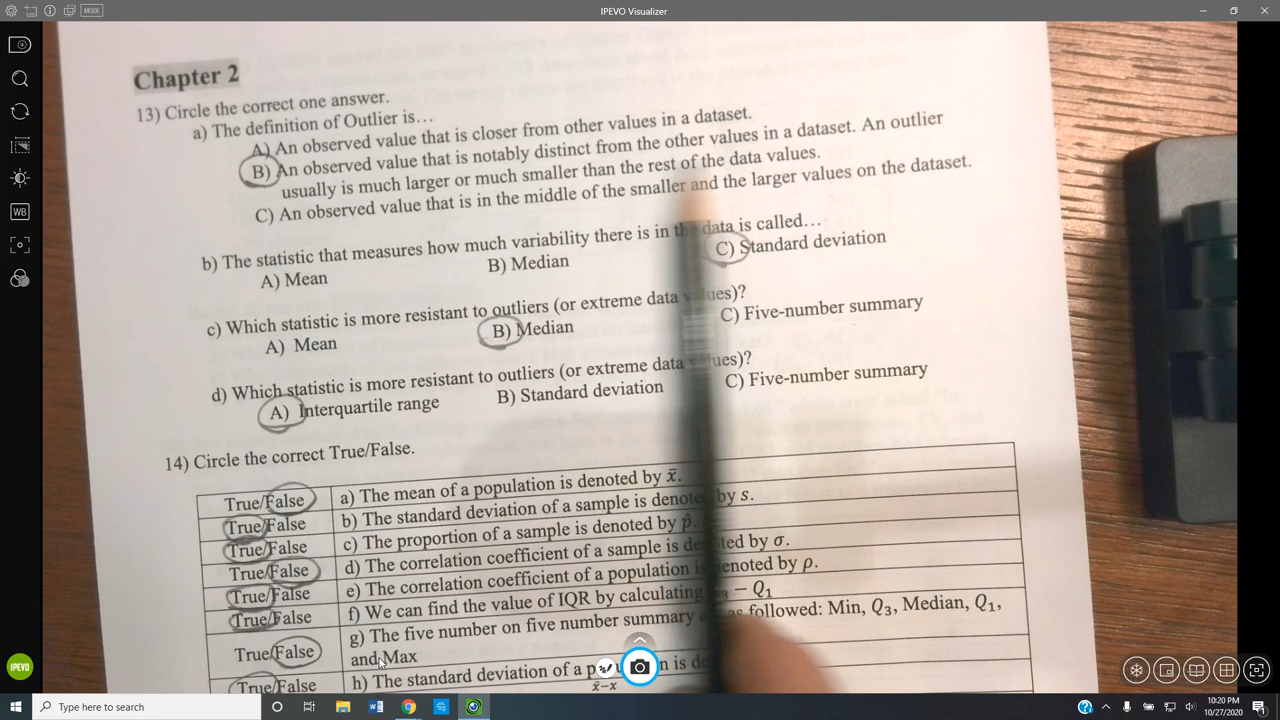 MODE
IPEVO Visualizer
WB
Chapter 2
13) Circle the correct one answer.
a) The definition of Outlier is…
A) An observed value that is closer from other values in a dataset.
B) An observed value that is notably distinct from the other values in a dataset. An outlier
usually is much larger or much smaller than the rest of the data values.
C) An observed value that is in the middle of the smaller and the larger values on the dataset.
b) The statistic that measures how much variability there is in the data is called…
A) Mean B) Median C) Standard deviation
c) Which statistic is more resistant to outliers (or extreme data values)?
A) Mean B) Median C) Five-number summary
d) Which statistic is more resistant to outliers (or extreme data values)?
A) Interquartile range B) Standard deviation C) Five-number summary
14) Circle the correct True/False.
True/False a) The mean of a population is denoted by x̄.
True/False b) The standard deviation of a sample is denoted by s.
True/False c) The proportion of a sample is denoted by p̂.
True/False d) The correlation coefficient of a sample is denoted by σ.
True/False e) The correlation coefficient of a population is denoted by ρ.
True/False f) We can find the value of IQR by calculating − Q₁
True/False g) The five number on five number summary as followed: Min, Q₃, Median, Q₁,
and Max
True/False h) The standard deviation of a is
x̄−x
IPEVO
Type here to search
10:20 PM
10/27/2020